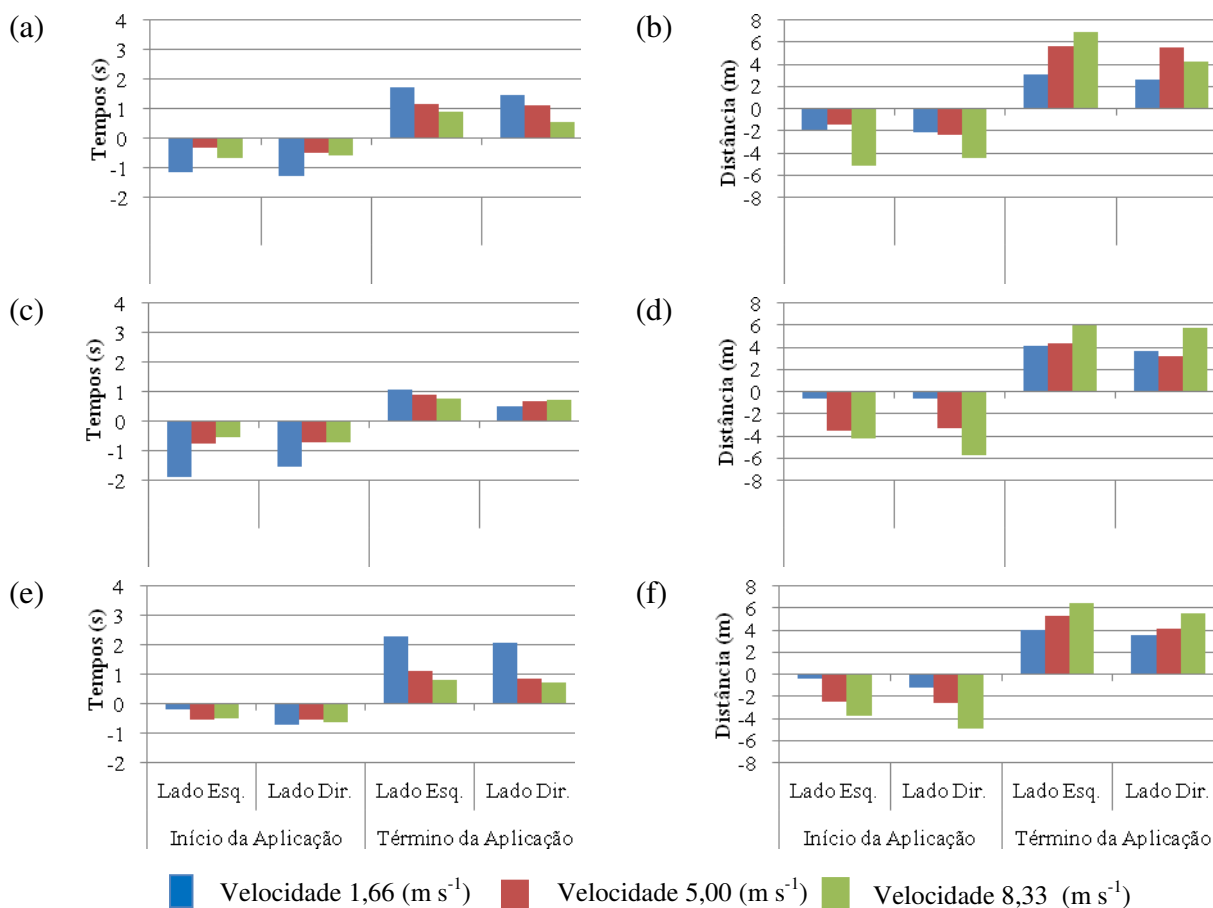 (a)
Tempos (s)
4
3
2
1
0
-1
-2
(b)
Distância (m)
8
6
4
2
0
-2
-4
-6
-8
(c)
Tempos (s)
4
3
2
1
0
-1
-2
(d)
Distância (m)
8
6
4
2
0
-2
-4
-6
-8
(e)
Tempos (s)
4
3
2
1
0
-1
-2
Lado Esq. Lado Dir. Lado Esq. Lado Dir.
Início da Aplicação Término da Aplicação
(f)
Distância (m)
8
6
4
2
0
-2
-4
-6
-8
Lado Esq. Lado Dir. Lado Esq Lado Dir.
Início da Aplicação Término da Aplicação
Velocidade 1,66 (m s⁻¹) Velocidade 5,00 (m s⁻¹) Velocidade 8,33 (m s⁻¹)